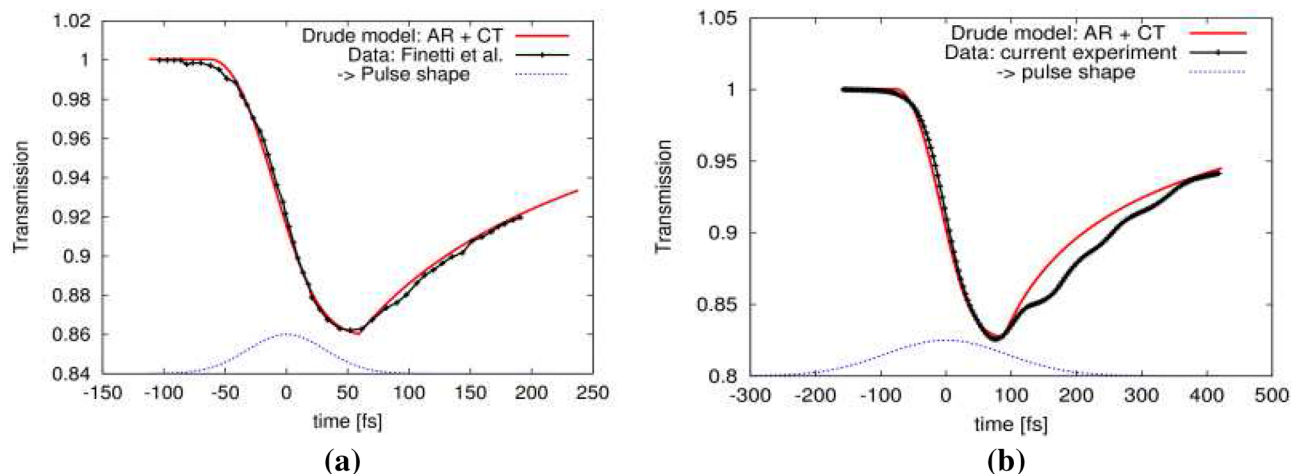 1.02
1
0.98
0.96
0.94
0.92
0.9
0.88
0.86
0.84
Transmission
Drude model: AR + CT
Data: Finetti et al.
-> Pulse shape
-150 -100 -50 0 50 100 150 200 250
time [fs]
(a)
1.05
1
0.95
0.9
0.85
0.8
Transmission
Drude model: AR + CT
Data: current experiment
-> pulse shape
-300 -200 -100 0 100 200 300 400 500
time [fs]
(b)